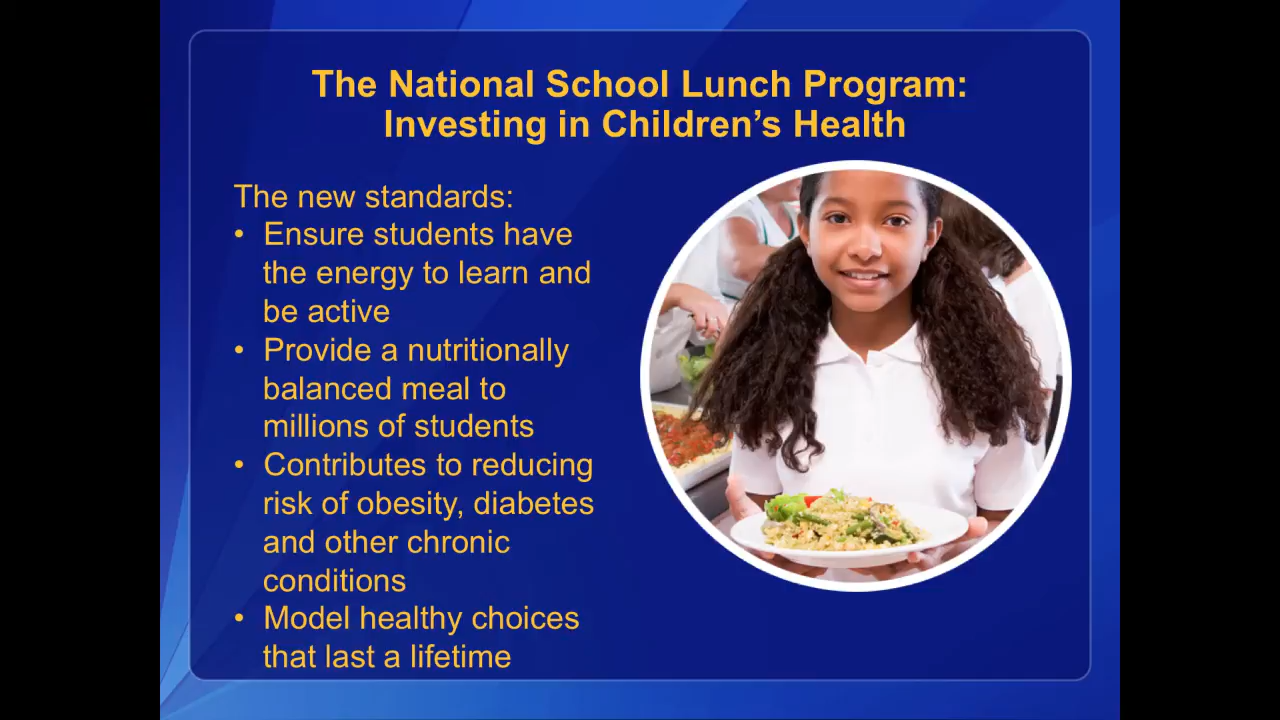 The National School Lunch Program:
Investing in Children’s Health
The new standards:
• Ensure students have
the energy to learn and
be active
• Provide a nutritionally
balanced meal to
millions of students
• Contributes to reducing
risk of obesity, diabetes
and other chronic
conditions
• Model healthy choices
that last a lifetime